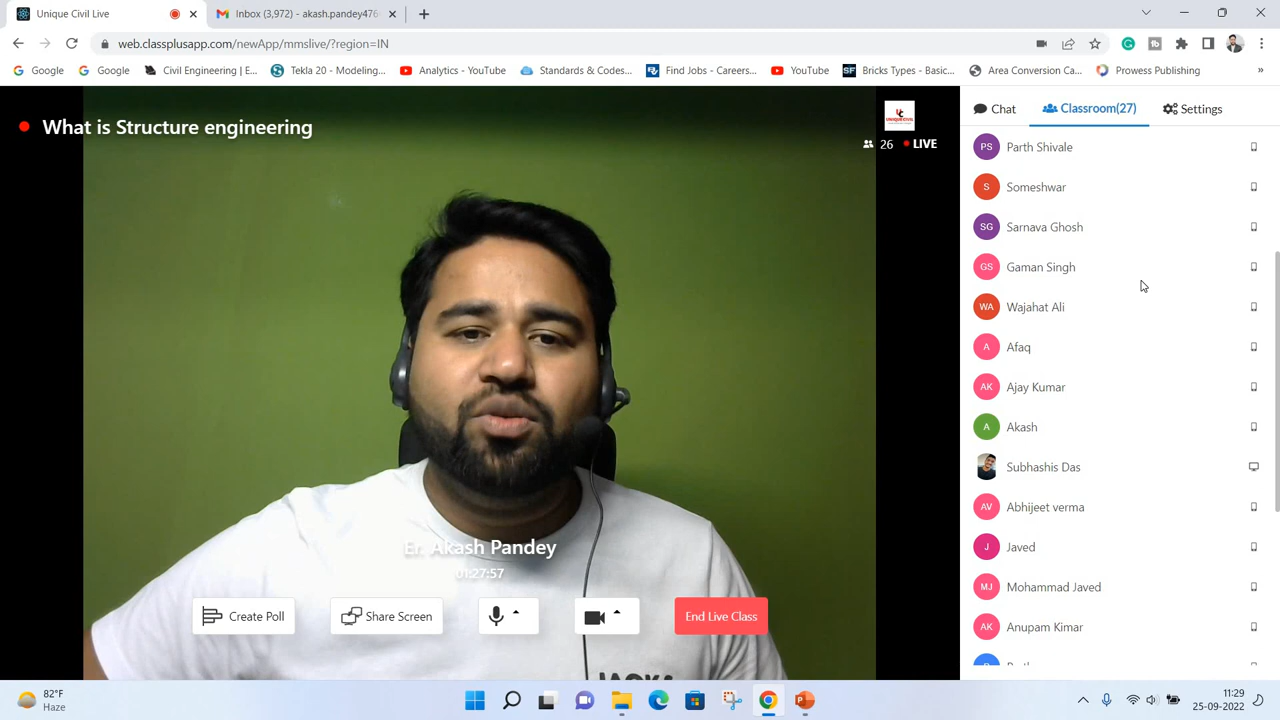 Unique Civil Live
Inbox (3,972) - akash.pandey476
web.classplusapp.com/newApp/mmslive/?region=IN
Google
Google
Civil Engineering | E...
Tekla 20 - Modeling...
Analytics - YouTube
Standards & Codes...
Find Jobs - Careers...
YouTube
Bricks Types - Basic...
Area Conversion Ca...
Prowess Publishing
»
What is Structure engineering
UNIQUE CIVIL
26 LIVE
Chat
Classroom(27)
Settings
PS Parth Shivale
S Someshwar
SG Sarnava Ghosh
GS Gaman Singh
WA Wajahat Ali
A Afaq
AK Ajay Kumar
A Akash
Subhashis Das
AV Abhijeet verma
J Javed
MJ Mohammad Javed
AK Anupam Kimar
Er. Akash Pandey
01:27:57
Create Poll
Share Screen
End Live Class
82°F
Haze
11:29
25-09-2022